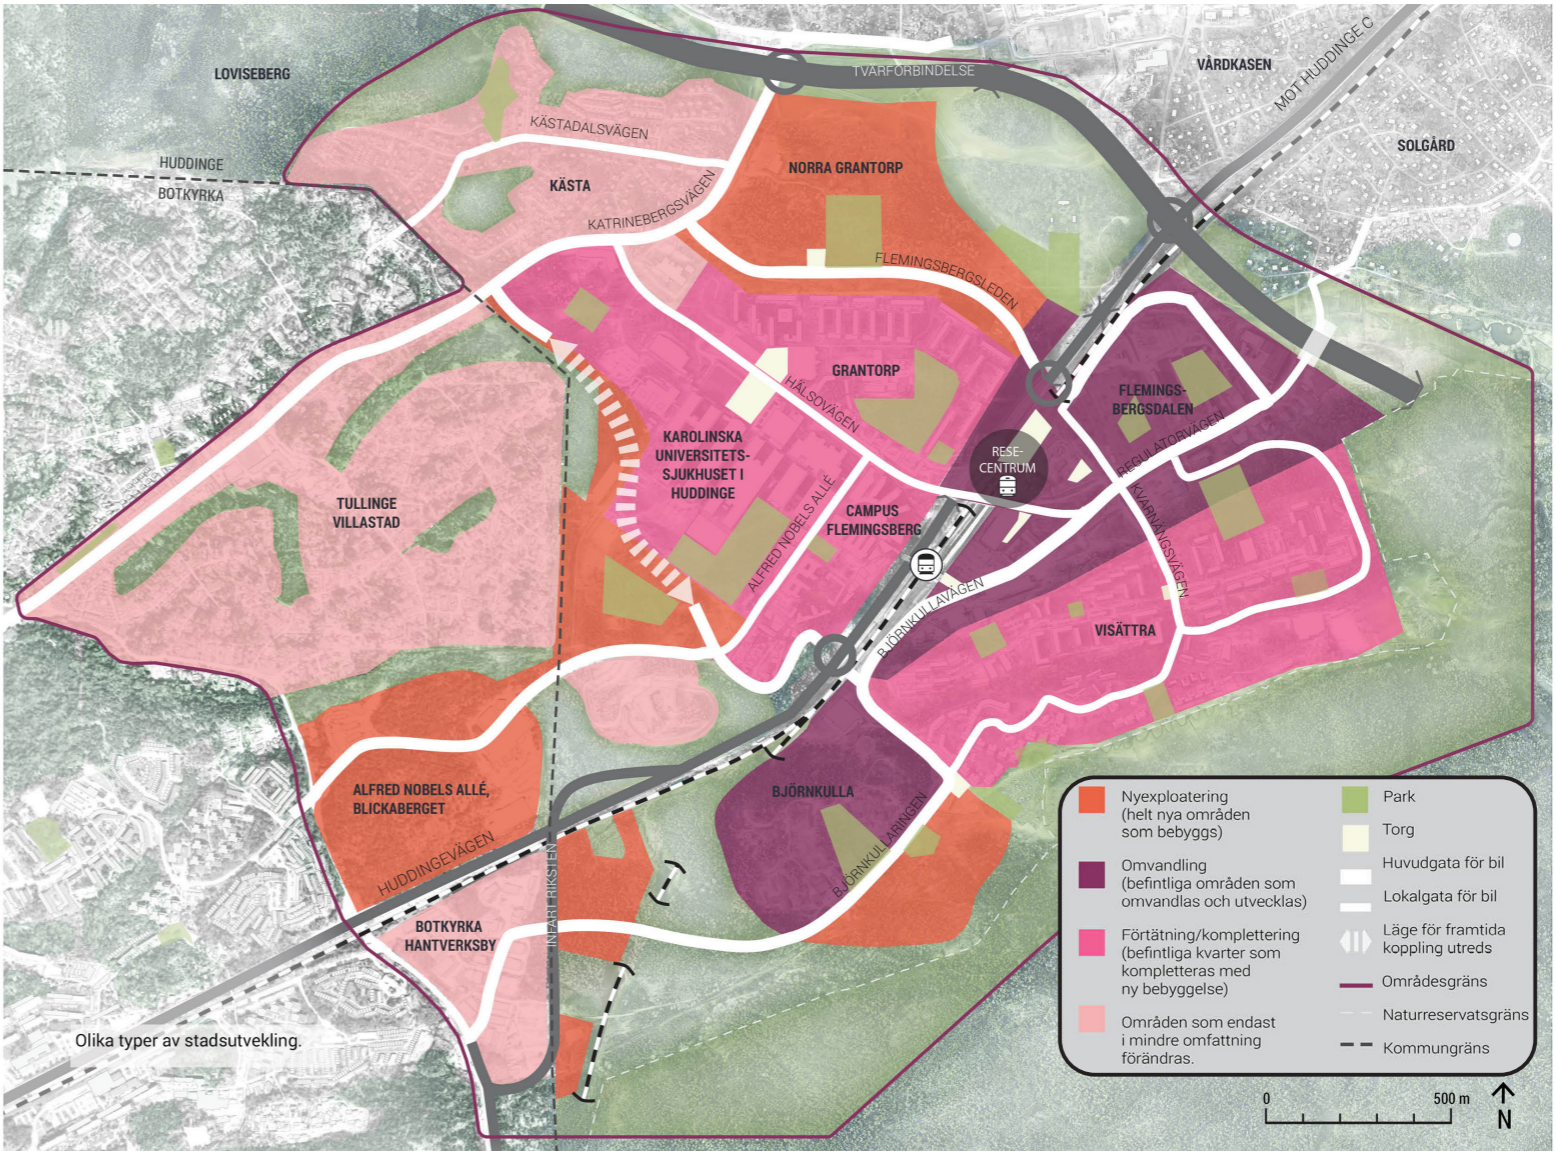 LOVISEBERG
TVÄRFÖRBINDELSE
VÅRDKASEN
MOT HUDDINGE C
SOLGÅRD
HUDDINGE
BOTKYRKA
KÄSTADALSVÄGEN
KÄSTA
KATRINEBERGSVÄGEN
NORRA GRANTORP
FLEMINGSBERGSLEDEN
GRANTORP
HÄLSOVÄGEN
FLEMINGS-
BERGSDALEN
REGULATORVÄGEN
KAROLINSKA
UNIVERSITETS-
SJUKHUSET I
HUDDINGE
RESE-
CENTRUM
TULLINGE
VILLASTAD
ALFRED NOBELS ALLÉ
CAMPUS
FLEMINGSBERG
KVARNÄNGSVÄGEN
BJÖRNKULLAVÄGEN
VISÄTTRA
ALFRED NOBELS ALLÉ,
BLICKABERGET
BJÖRNKULLA
BJÖRNKULLARINGEN
HUDDINGEVÄGEN
INFART RIKSTEN
BOTKYRKA
HANTVERKSBY
Olika typer av stadsutvekling.
Nyexploatering
(helt nya områden
som bebyggs)
Omvandling
(befintliga områden som
omvandlas och utvecklas)
Förtätning/komplettering
(befintliga kvarter som
kompletteras med
ny bebyggelse)
Områden som endast
i mindre omfattning
förändras.
Park
Torg
Huvudgata för bil
Lokalgata för bil
Läge för framtida
koppling utreds
Områdesgräns
Naturreservatsgräns
Kommungräns
0 500 m
N